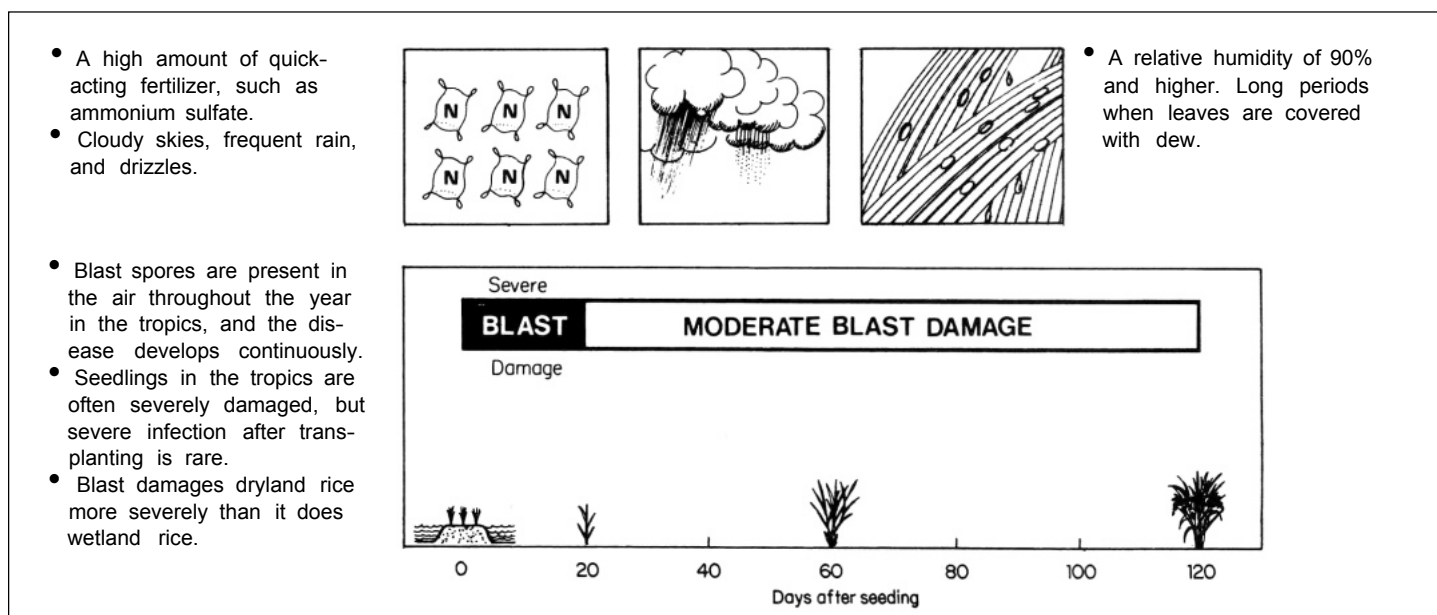 • A high amount of quick-
acting fertilizer, such as
ammonium sulfate.
• Cloudy skies, frequent rain,
and drizzles.
N N N
N N N
• A relative humidity of 90%
and higher. Long periods
when leaves are covered
with dew.
• Blast spores are present in
the air throughout the year
in the tropics, and the dis-
ease develops continuously.
• Seedlings in the tropics are
often severely damaged, but
severe infection after trans-
planting is rare.
• Blast damages dryland rice
more severely than it does
wetland rice.
Severe
BLAST MODERATE BLAST DAMAGE
Damage
0 20 40 60 80 100 120
Days after seeding